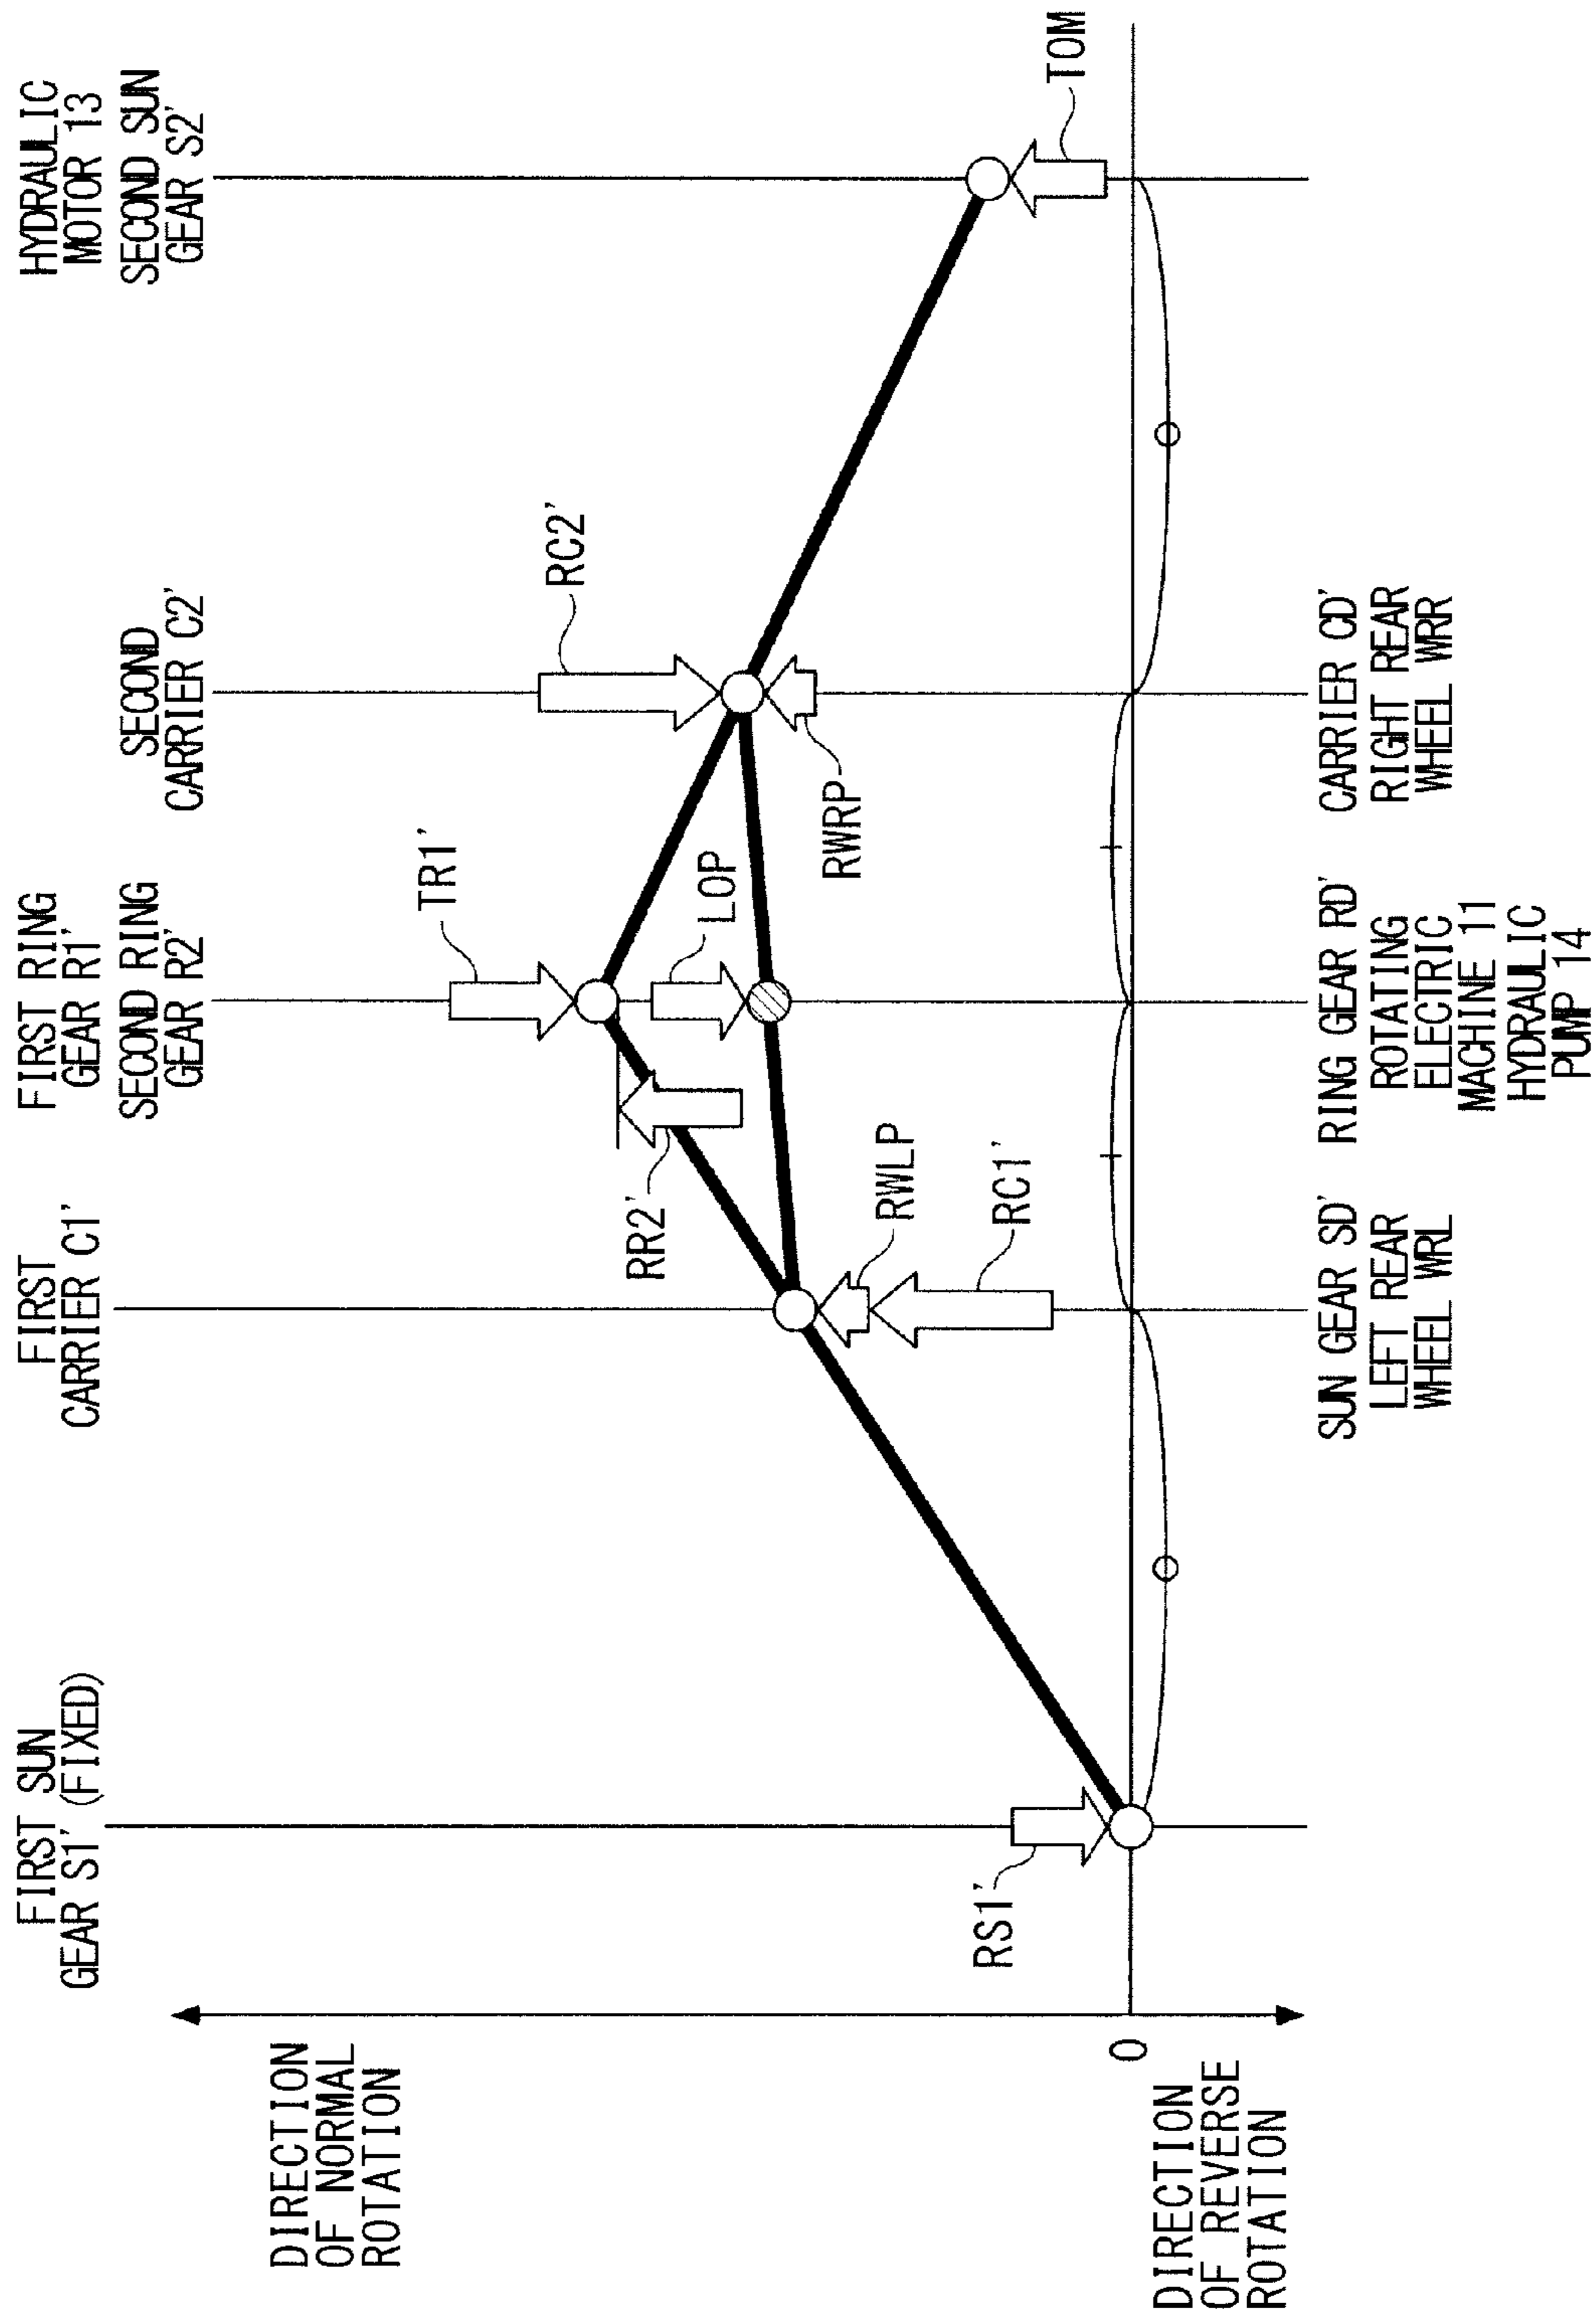 FIRST SUN
GEAR S1' (FIXED)
FIRST
CARRIER C1'
FIRST RING
GEAR R1'
SECOND RING
GEAR R2'
SECOND
CARRIER C2'
HYDRAULIC
MOTOR 13
SECOND SUN
GEAR S2'
DIRECTION
OF NORMAL
ROTATION
TR1'
RC2'
RR2'
LOP
RWRP
RWLP
RC1'
RS1'
TOM
0
DIRECTION
OF REVERSE
ROTATION
SUN GEAR SD'
LEFT REAR
WHEEL WRL
RING GEAR RD'
ROTATING
ELECTRIC
MACHINE 11
HYDRAULIC
PUMP 14
CARRIER CD'
RIGHT REAR
WHEEL WRR